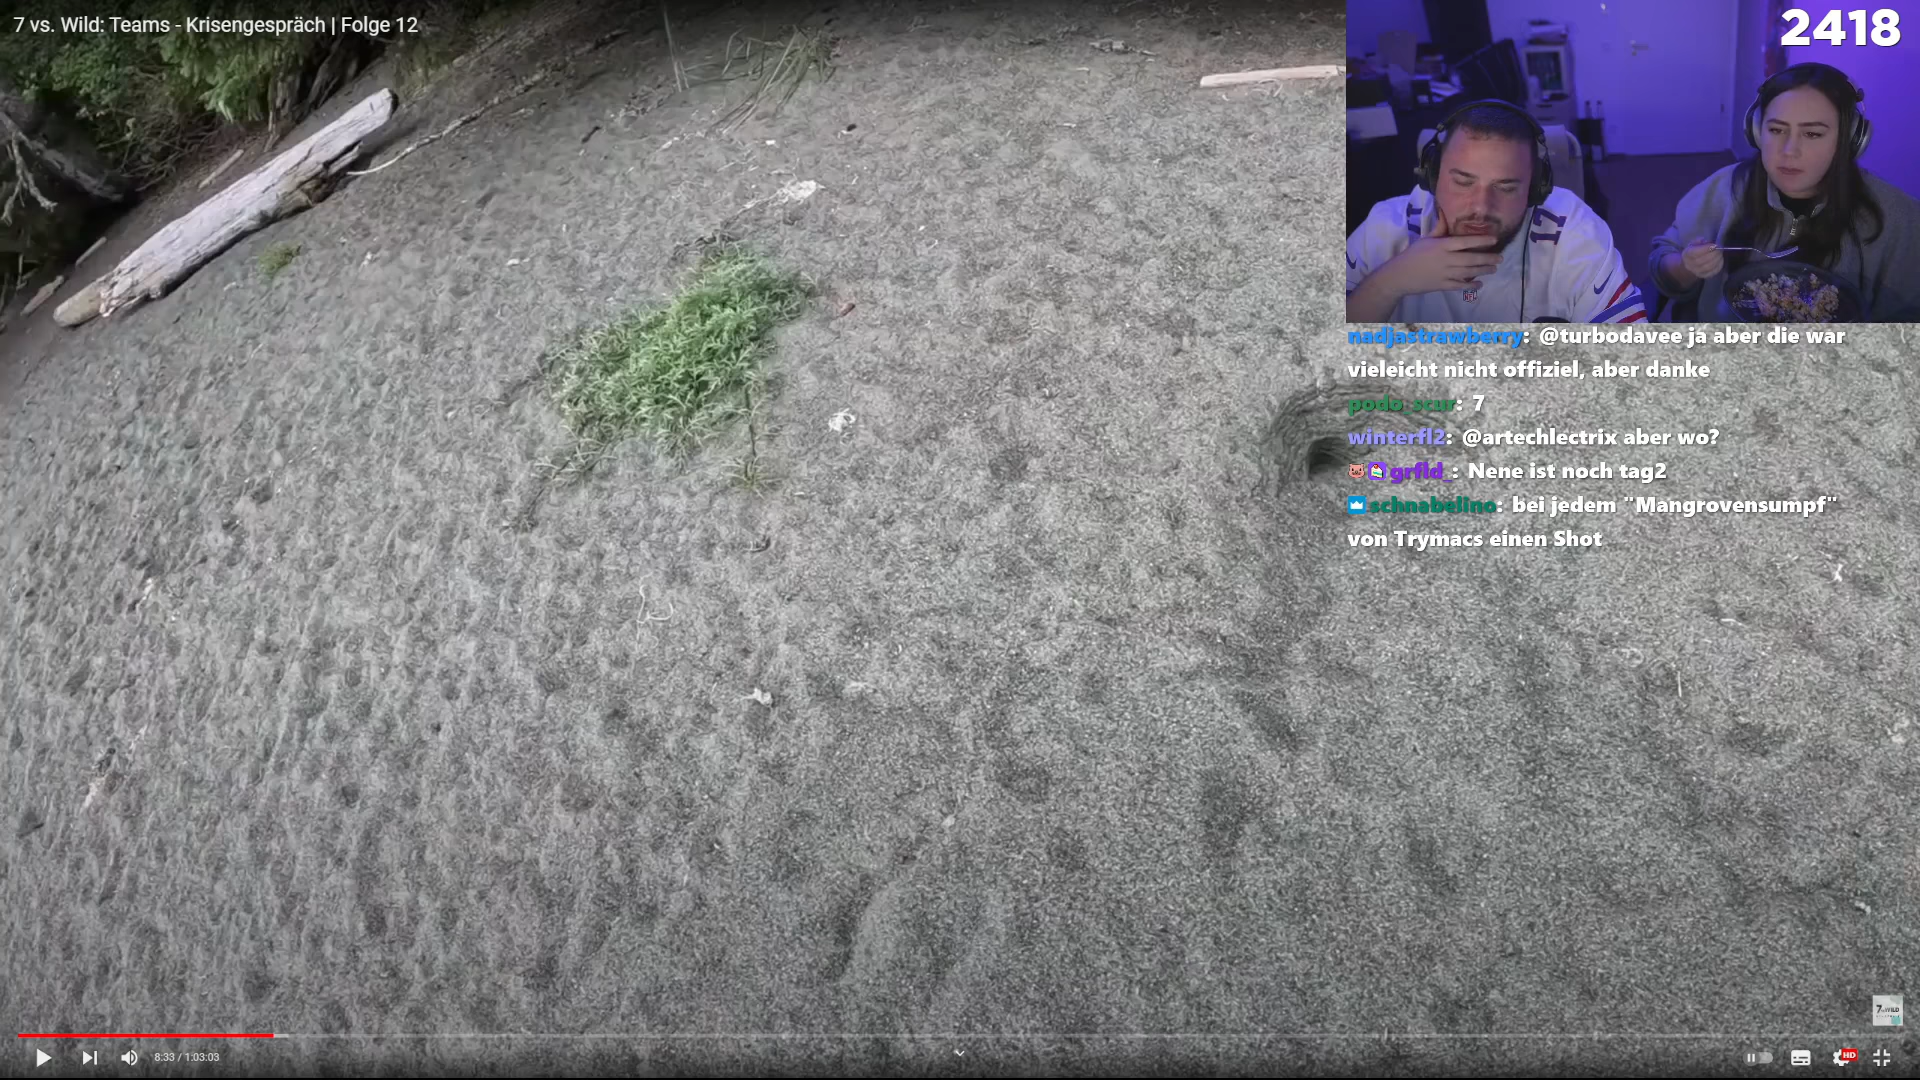 7 vs. Wild: Teams - Krisengespräch | Folge 12
2418
17
nadjastrawberry: @turbodavee ja aber die war
vieleicht nicht offiziel, aber danke
podo_scur: 7
winterfl2: @artechlectrix aber wo?
grfld_: Nene ist noch tag2
schnabelino: bei jedem "Mangrovensumpf"
von Trymacs einen Shot
8:33 / 1:03:03
HD